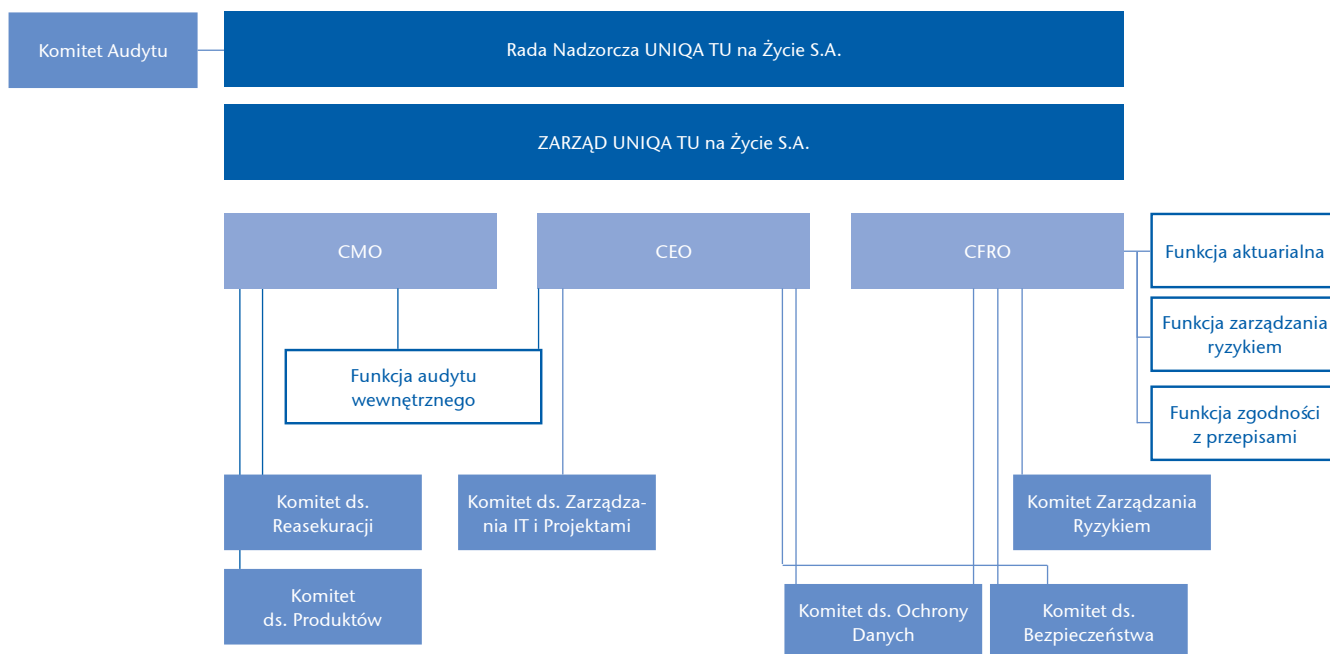 Komitet Audytu
Rada Nadzorcza UNIQA TU na Życie S.A.
ZARZĄD UNIQA TU na Życie S.A.
CMO
CEO
CFRO
Funkcja aktuarialna
Funkcja zarządzania
ryzykiem
Funkcja zgodności
z przepisami
Funkcja audytu
wewnętrznego
Komitet ds.
Reasekuracji
Komitet ds. Zarządza-
nia IT i Projektami
Komitet Zarządzania
Ryzykiem
Komitet
ds. Produktów
Komitet ds. Ochrony
Danych
Komitet ds.
Bezpieczeństwa